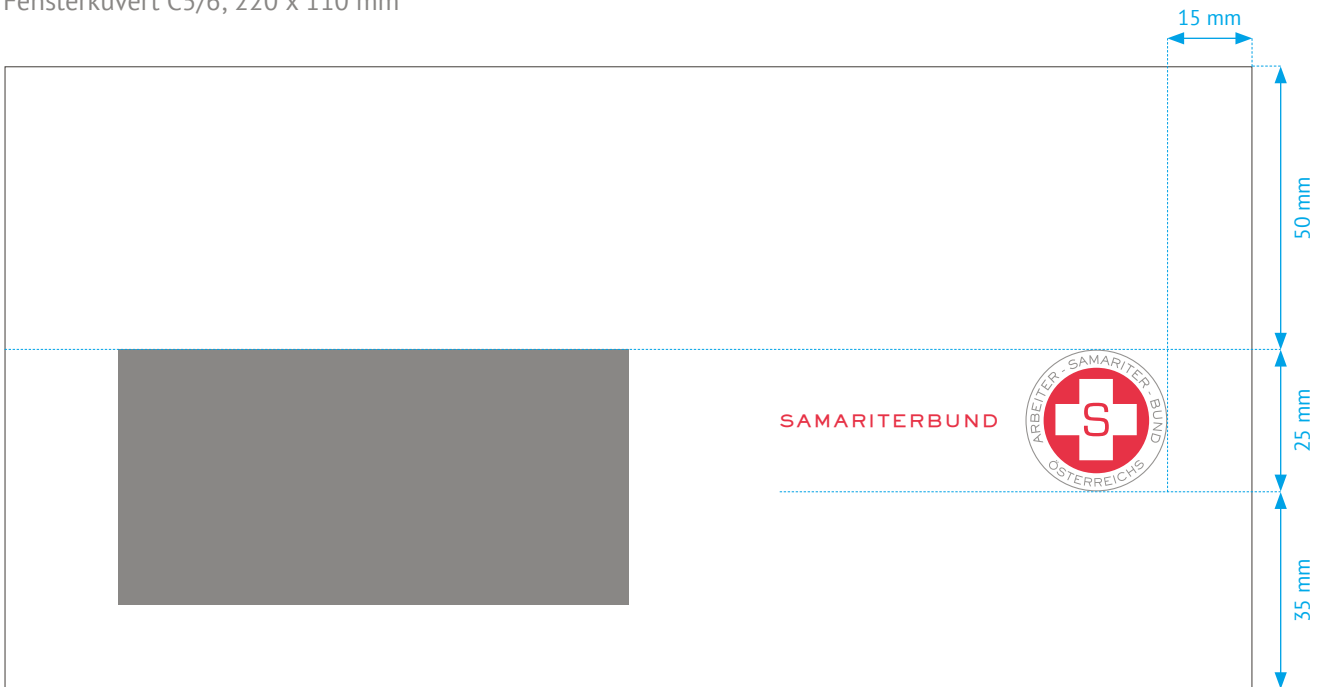 Fensterkuvert C5/6, 220 x 110 mm
15 mm
50 mm
ARBEITER - SAMARITER - BUND
SAMARITERBUND
S
25 mm
ÖSTERREICHS
35 mm